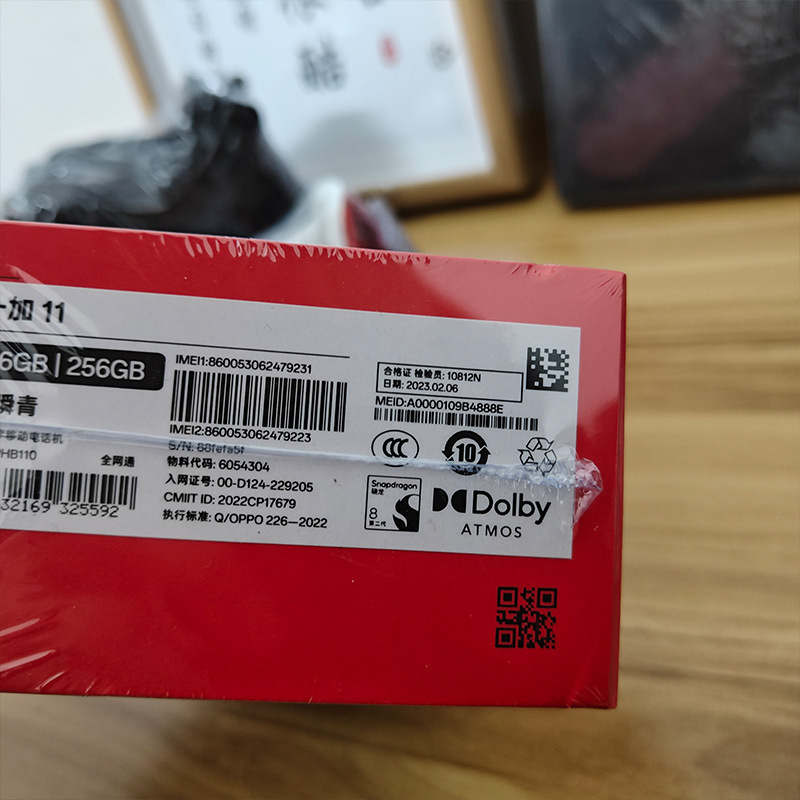 加 11
6GB | 256GB
瞬青
移动电话机
PHB110 全网通
32169 325592
IMEI1:860053062479231
IMEI2:860053062479223
S/N: 88fefa5f
物料代码: 6054304
入网证号: 00-D124-229205
CMIIT ID: 2022CP17679
执行标准: Q/OPPO 226-2022
合格证 检验员: 10812N
日期: 2023.02.06
MEID:A0000109B4888E
CCC
10
Snapdragon
骁龙
8
第二代
Dolby
ATMOS